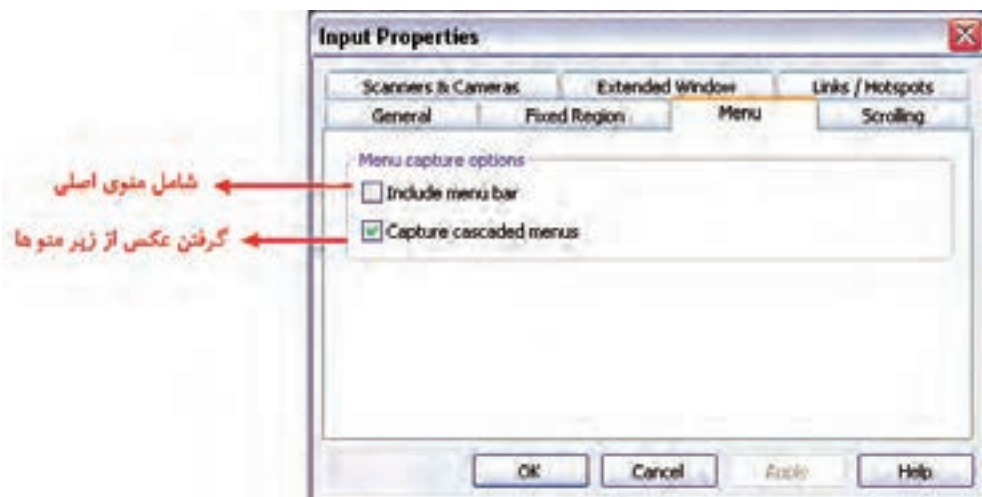 Input Properties
Scanners & Cameras Extended Window Links / Hotspots
General Fixed Region Menu Scrolling
Menu capture options
Include menu bar
شامل منوی اصلی
Capture cascaded menus
گرفتن عکس از زیر منو ها
OK Cancel Apply Help